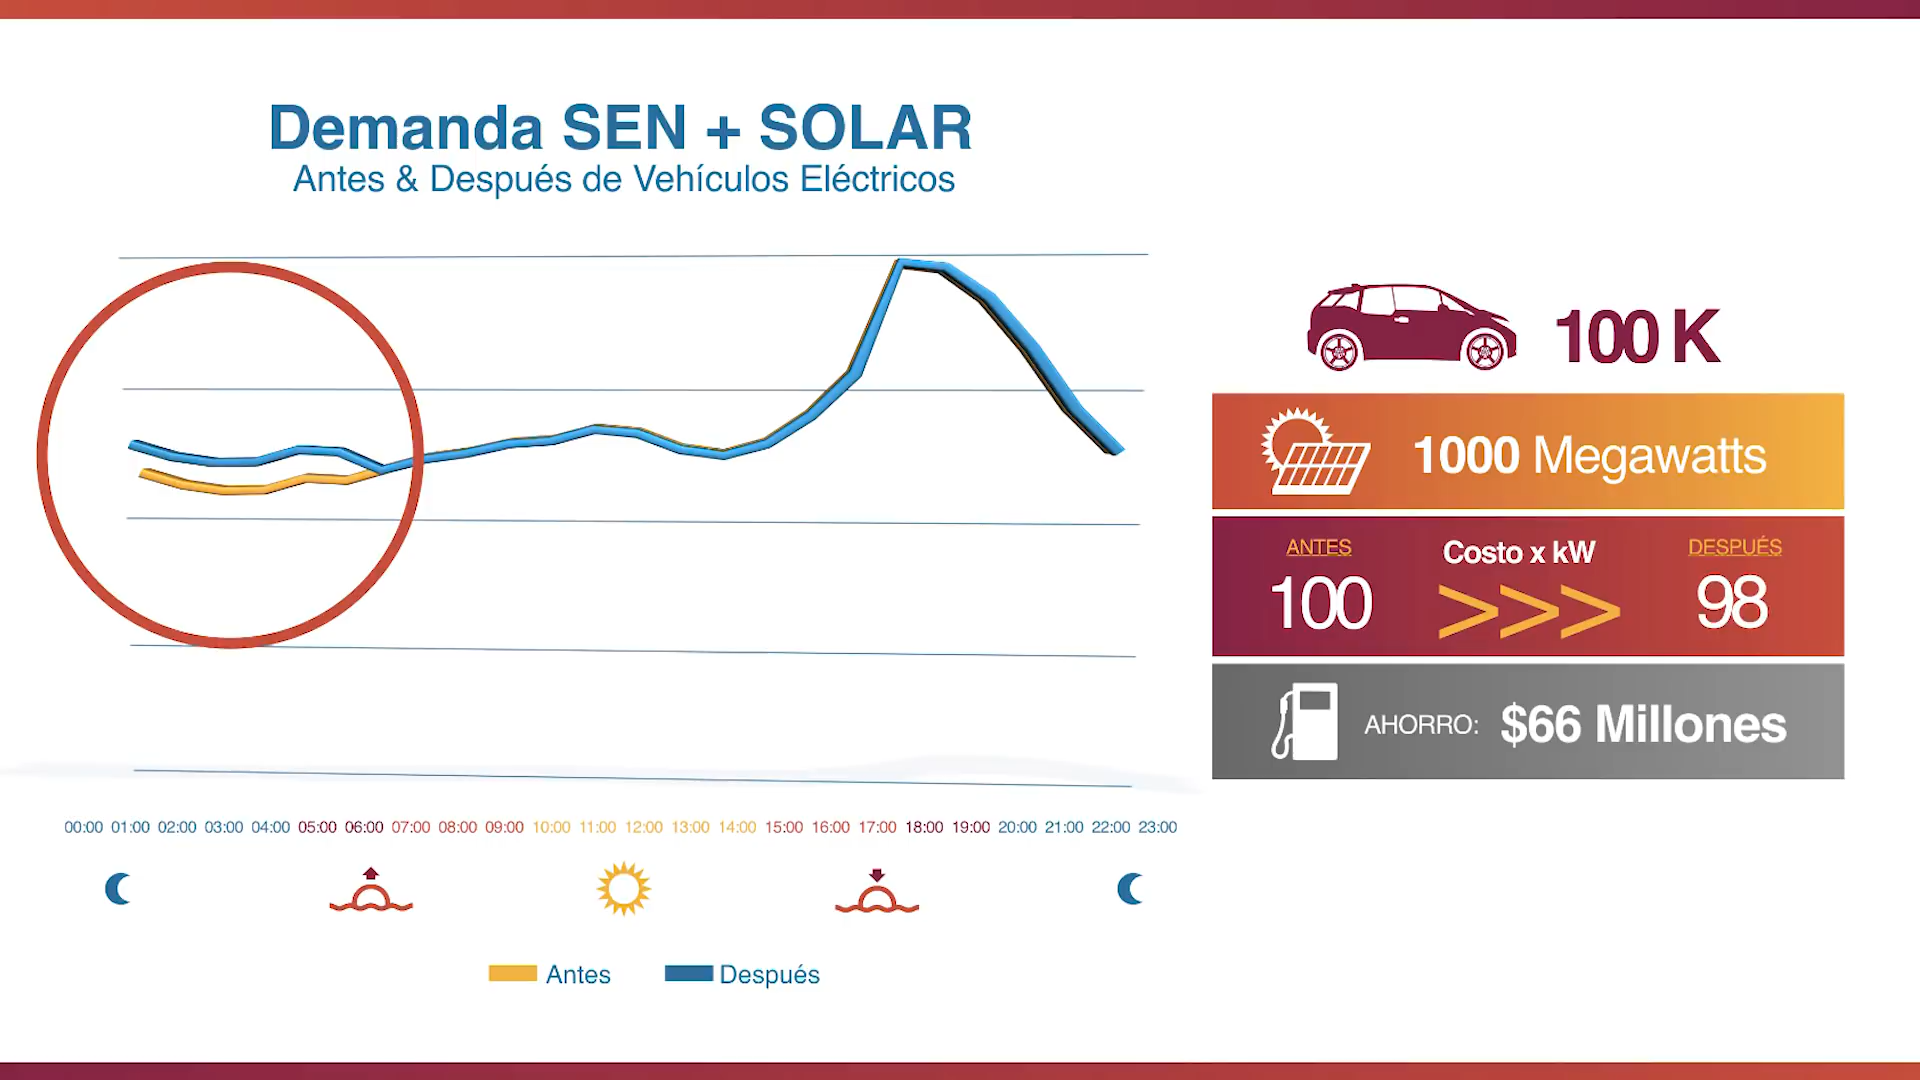 Demanda SEN + SOLAR
Antes & Después de Vehículos Eléctricos
100 K
1000 Megawatts
ANTES
Costo x kW
DESPUÉS
100
>>>
98
AHORRO: $66 Millones
00:00 01:00 02:00 03:00 04:00 05:00 06:00 07:00 08:00 09:00 10:00 11:00 12:00 13:00 14:00 15:00 16:00 17:00 18:00 19:00 20:00 21:00 22:00 23:00
Antes
Después